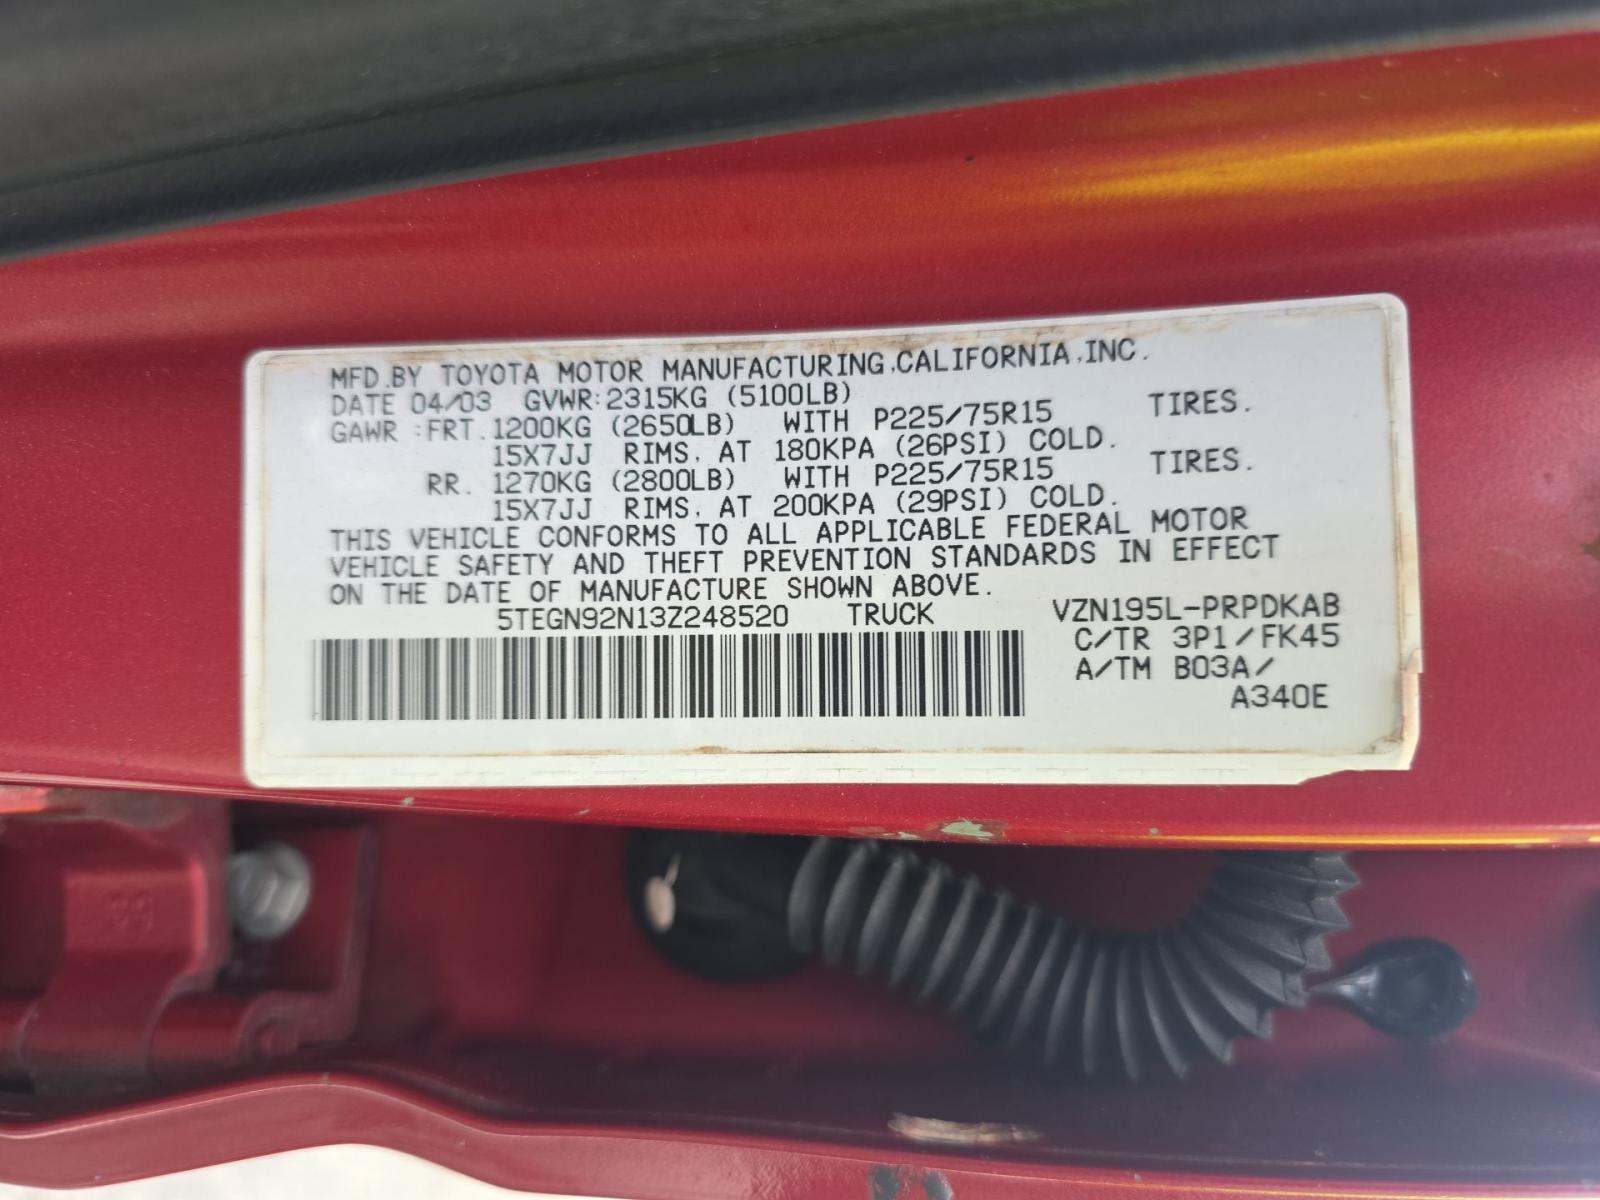 MFD.BY TOYOTA MOTOR MANUFACTURING,CALIFORNIA,INC.
DATE 04/03 GVWR:2315KG (5100LB)
GAWR :FRT.1200KG (2650LB) WITH P225/75R15 TIRES.
15X7JJ RIMS, AT 180KPA (26PSI) COLD.
RR. 1270KG (2800LB) WITH P225/75R15 TIRES.
15X7JJ RIMS, AT 200KPA (29PSI) COLD.
THIS VEHICLE CONFORMS TO ALL APPLICABLE FEDERAL MOTOR
VEHICLE SAFETY AND THEFT PREVENTION STANDARDS IN EFFECT
ON THE DATE OF MANUFACTURE SHOWN ABOVE.
5TEGN92N13Z248520 TRUCK VZN195L-PRPDKAB
C/TR 3P1/FK45
A/TM B03A/
A340E